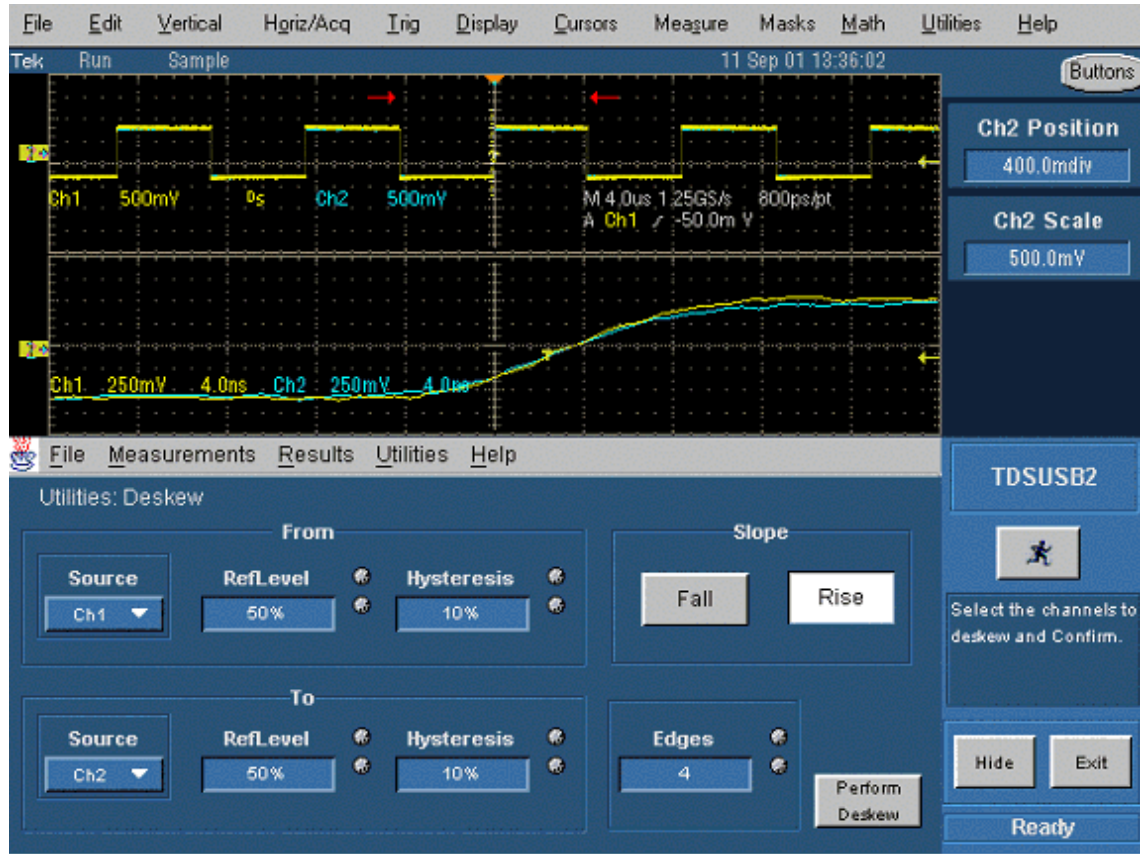 File Edit Vertical Horiz/Acq Trig Display Cursors Measure Masks Math Utilities Help
Tek Run Sample 11 Sep 01 13:36:02
Buttons
Ch2 Position
400.0mdiv
Ch1 500mV 0s Ch2 500mV M 4.0us 1.25GS/s 800ps/pt
A Ch1 -50.0m V
Ch2 Scale
500.0mV
Ch1 250mV 4.0ns Ch2 250mV 4.0ns
File Measurements Results Utilities Help
TDSUSB2
Utilities: Deskew
From
Slope
Source RefLevel Hysteresis
Ch1 50% 10%
Fall Rise
Select the channels to
deskew and Confirm.
To
Source RefLevel Hysteresis Edges
Ch2 50% 10% 4
Perform
Deskew
Hide Exit
Ready